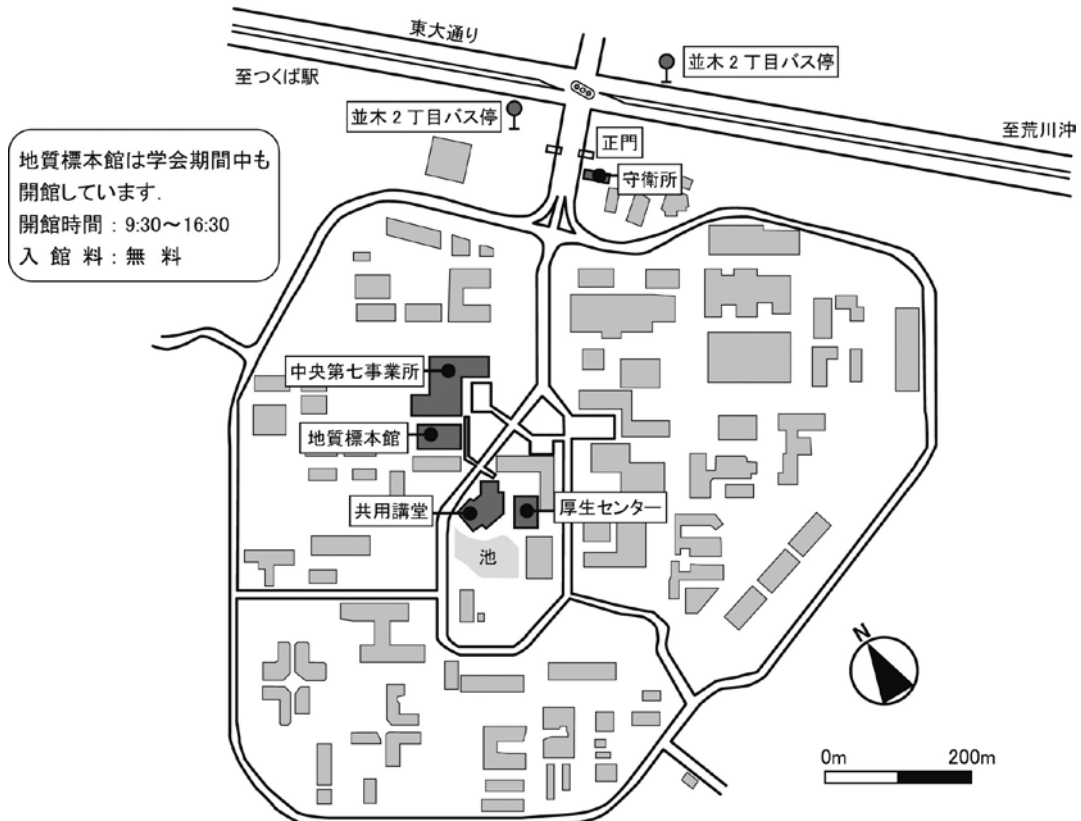 東大通り
並木２丁目バス停
至つくば駅
並木２丁目バス停
至荒川沖
正門
守衛所
地質標本館は学会期間中も
開館しています．
開館時間：9:30～16:30
入 館 料：無 料
中央第七事業所
地質標本館
共用講堂
厚生センター
池
N
0m 200m